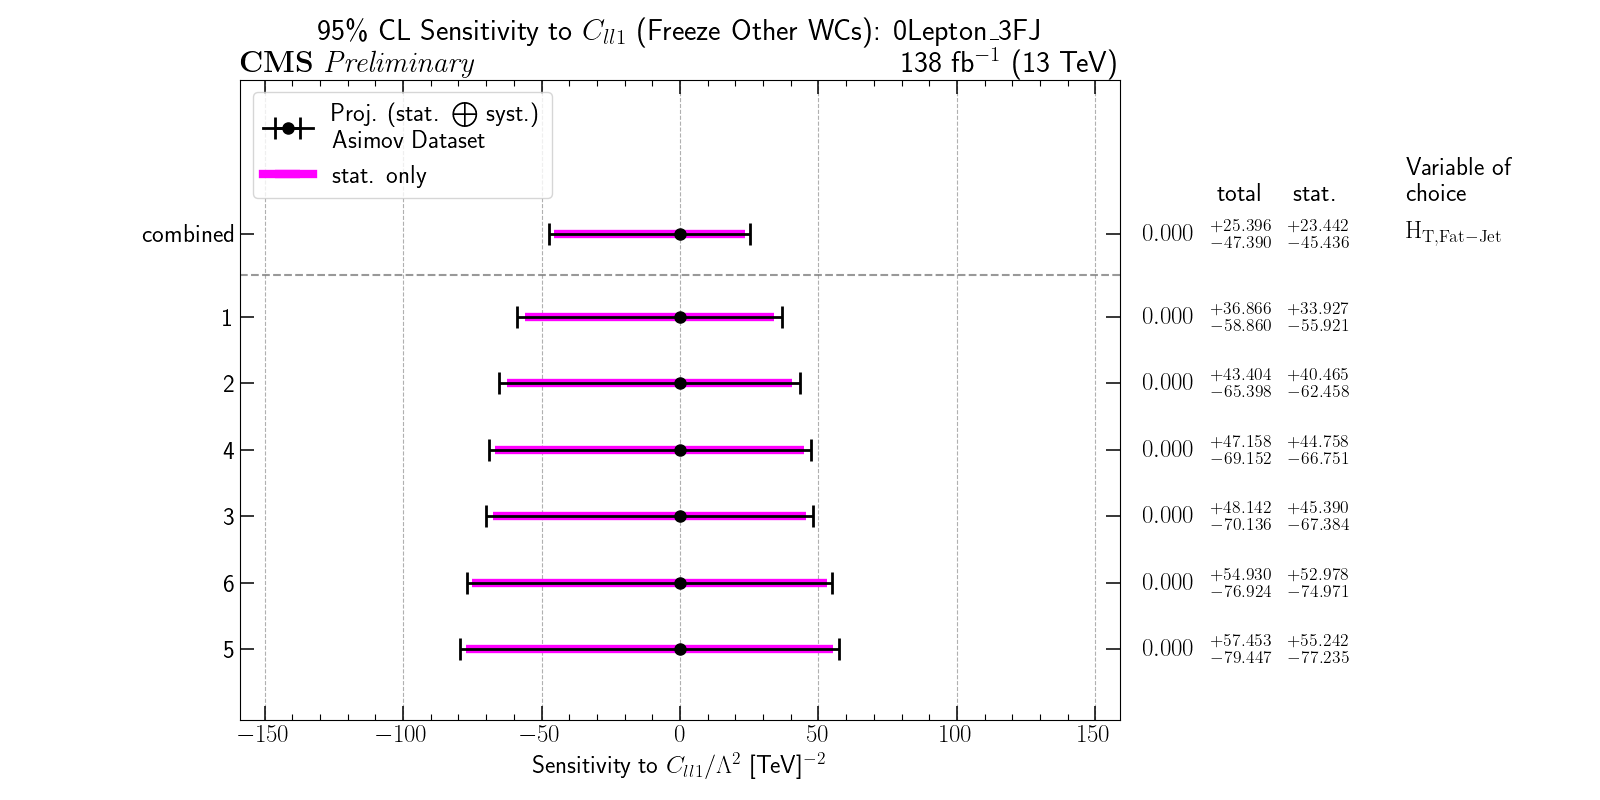 95% CL Sensitivity to C_{ll1} (Freeze Other WCs): 0Lepton_3FJ
CMS Preliminary
138 fb^{−1} (13 TeV)
Proj. (stat. ⨁ syst.)
Asimov Dataset
stat. only
total stat.
Variable of
choice
combined
0.000 +25.396 −47.390 +23.442 −45.436
H_{T,Fat−Jet}
1
0.000 +36.866 −58.860 +33.927 −55.921
2
0.000 +43.404 −65.398 +40.465 −62.458
4
0.000 +47.158 −69.152 +44.758 −66.751
3
0.000 +48.142 −70.136 +45.390 −67.384
6
0.000 +54.930 −76.924 +52.978 −74.971
5
0.000 +57.453 −79.447 +55.242 −77.235
−150 −100 −50 0 50 100 150
Sensitivity to C_{ll1}/Λ^2 [TeV]^{−2}